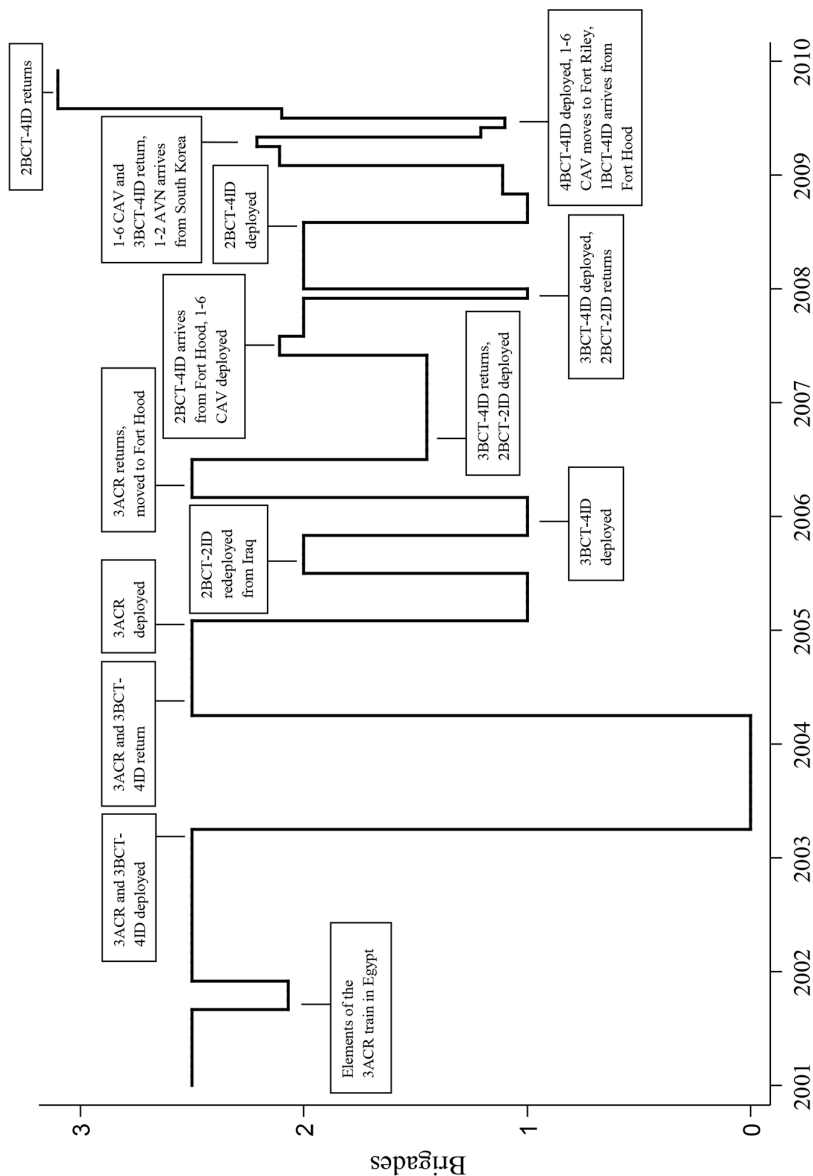 Brigades
3
2
1
0
2001
2002
2003
2004
2005
2006
2007
2008
2009
2010
Elements of the
3ACR train in Egypt
3ACR and 3BCT-
4ID deployed
3ACR and 3BCT-
4ID return
3ACR
deployed
2BCT-2ID
redeployed
from Iraq
3BCT-4ID
deployed
3ACR returns,
moved to Fort Hood
3BCT-4ID returns,
2BCT-2ID deployed
2BCT-4ID arrives
from Fort Hood, 1-6
CAV deployed
3BCT-4ID deployed,
2BCT-2ID returns
2BCT-4ID
deployed
1-6 CAV and
3BCT-4ID return,
1-2 AVN arrives
from South Korea
4BCT-4ID deployed, 1-6
CAV moves to Fort Riley,
1BCT-4ID arrives from
Fort Hood
2BCT-4ID returns